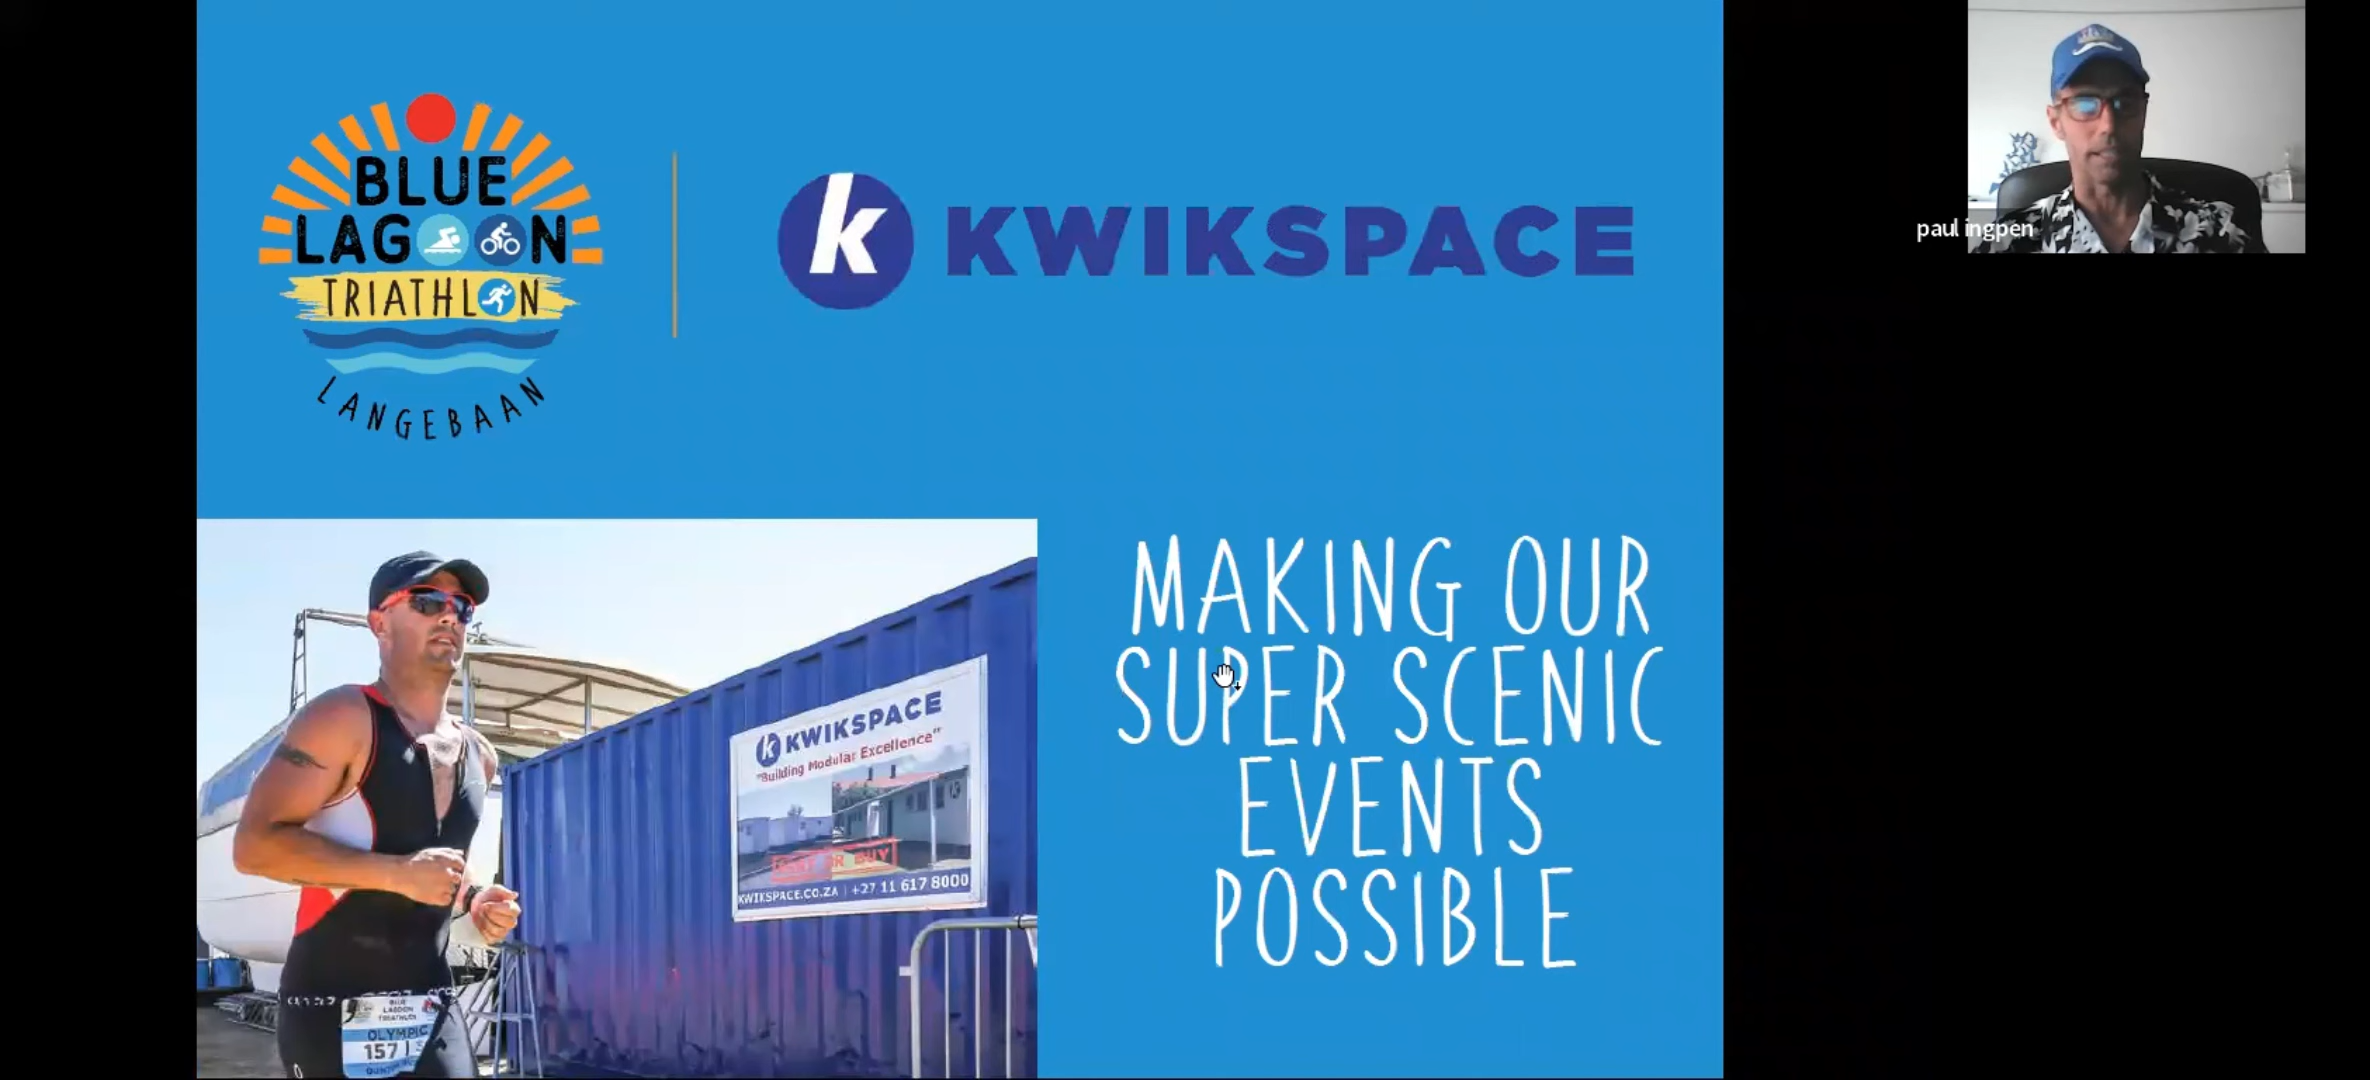 BLUE
LAGOON
TRIATHLON
LANGEBAAN
k KWIKSPACE
paul ingpen
MAKING OUR
SUPER SCENIC
EVENTS
POSSIBLE
k KWIKSPACE
"Building Modular Excellence"
RENT OR BUY
KWIKSPACE.CO.ZA | +27 11 617 8000
BLUE
LAGOON
TRIATHLON
OLYMPIC
157